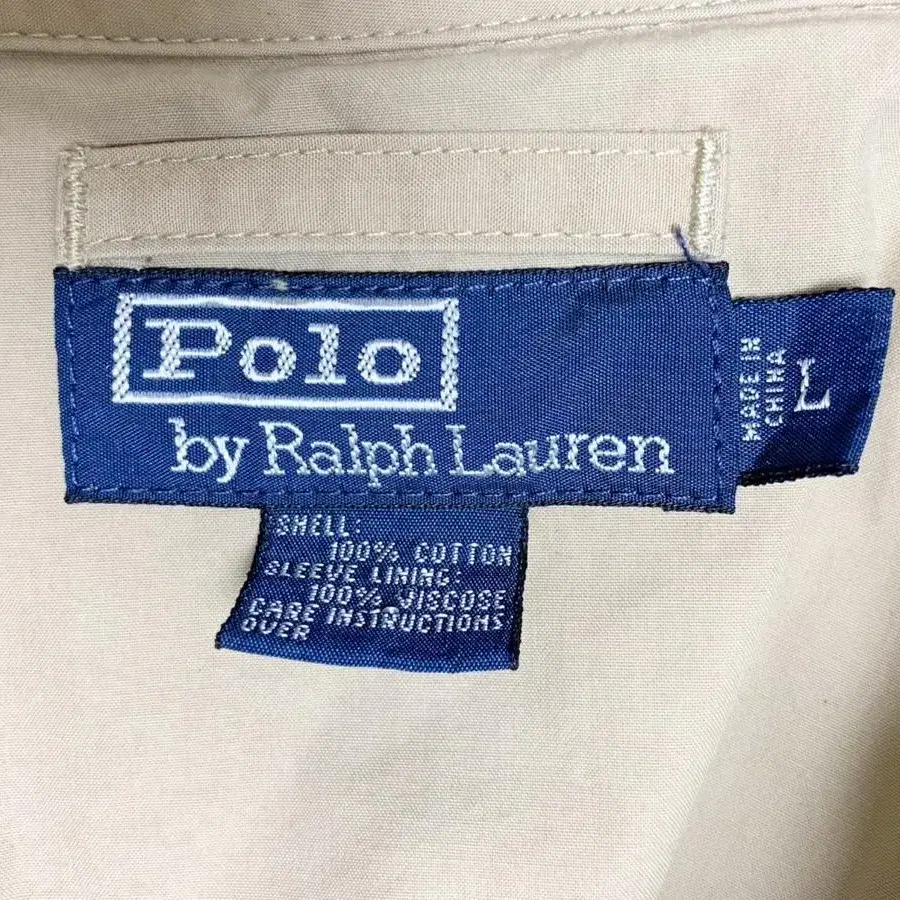 Polo
by Ralph Lauren
MADE IN
CHINA
L
SHELL:
100% COTTON
SLEEVE LINING:
100% VISCOSE
CARE INSTRUCTIONS
OVER